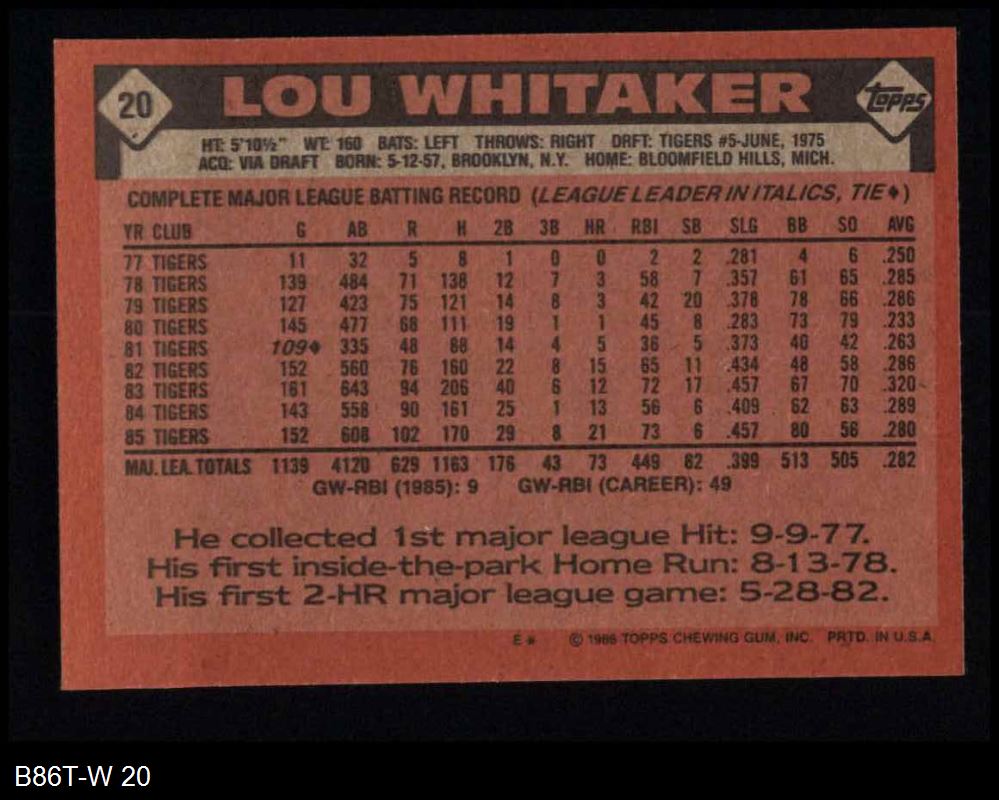 20 LOU WHITAKER Topps
HT: 5'10½" WT: 160 BATS: LEFT THROWS: RIGHT DRFT: TIGERS #5-JUNE, 1975
ACQ: VIA DRAFT BORN: 5-12-57, BROOKLYN, N.Y. HOME: BLOOMFIELD HILLS, MICH.
COMPLETE MAJOR LEAGUE BATTING RECORD (LEAGUE LEADER IN ITALICS, TIE♦)
YR CLUB G AB R H 2B 3B HR RBI SB SLG BB SO AVG
77 TIGERS 11 32 5 8 1 0 0 2 2 .281 4 6 .250
78 TIGERS 139 484 71 138 12 7 3 58 7 .357 61 65 .285
79 TIGERS 127 423 75 121 14 8 3 42 20 .378 78 66 .286
80 TIGERS 145 477 68 111 19 1 1 45 8 .283 73 79 .233
81 TIGERS 109♦ 335 48 88 14 4 5 36 5 .373 40 42 .263
82 TIGERS 152 560 76 160 22 8 15 65 11 .434 48 58 .286
83 TIGERS 161 643 94 206 40 6 12 72 17 .457 67 70 .320
84 TIGERS 143 558 90 161 25 1 13 56 6 .409 62 63 .289
85 TIGERS 152 608 102 170 29 8 21 73 6 .457 80 56 .280
MAJ. LEA. TOTALS 1139 4120 629 1163 176 43 73 449 82 .399 513 505 .282
GW-RBI (1985): 9 GW-RBI (CAREER): 49
He collected 1st major league Hit: 9-9-77.
His first inside-the-park Home Run: 8-13-78.
His first 2-HR major league game: 5-28-82.
E* © 1986 TOPPS CHEWING GUM, INC. PRTD. IN U.S.A.
B86T-W 20